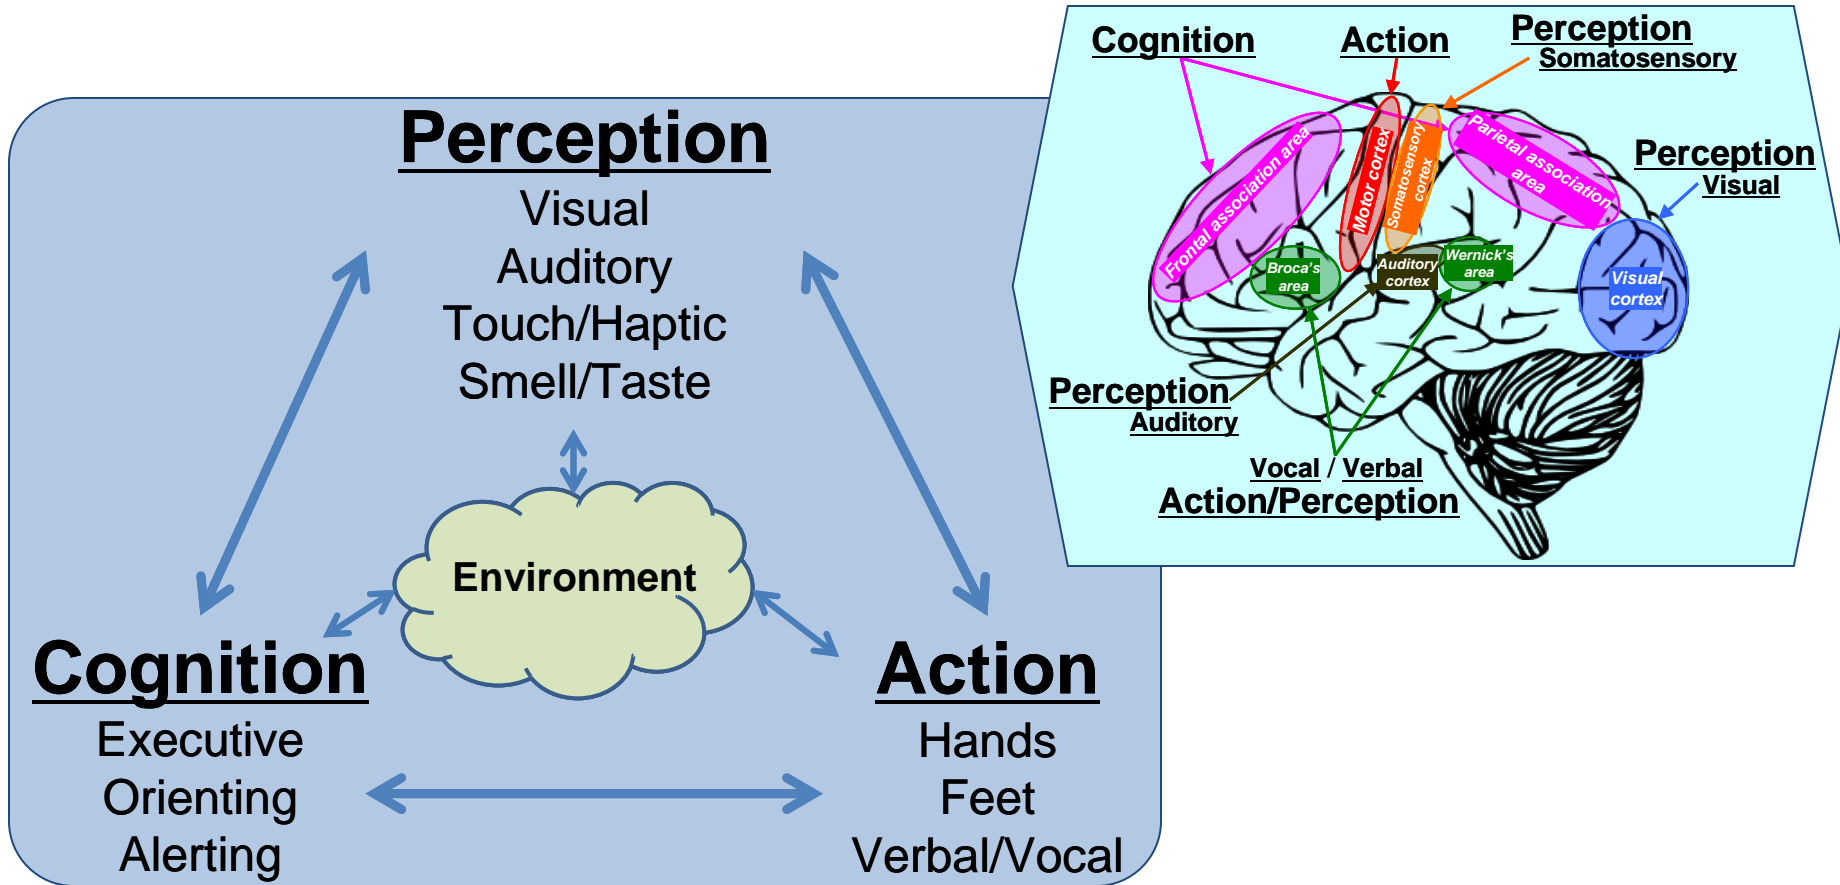 Perception
Visual
Auditory
Touch/Haptic
Smell/Taste
Environment
Cognition
Executive
Orienting
Alerting
Action
Hands
Feet
Verbal/Vocal
Cognition
Action
Perception
Somatosensory
Perception
Visual
Frontal association area
Motor cortex
Somatosensory
cortex
Parietal association
area
Broca's
area
Auditory
cortex
Wernick's
area
Visual
cortex
Perception
Auditory
Vocal / Verbal
Action/Perception